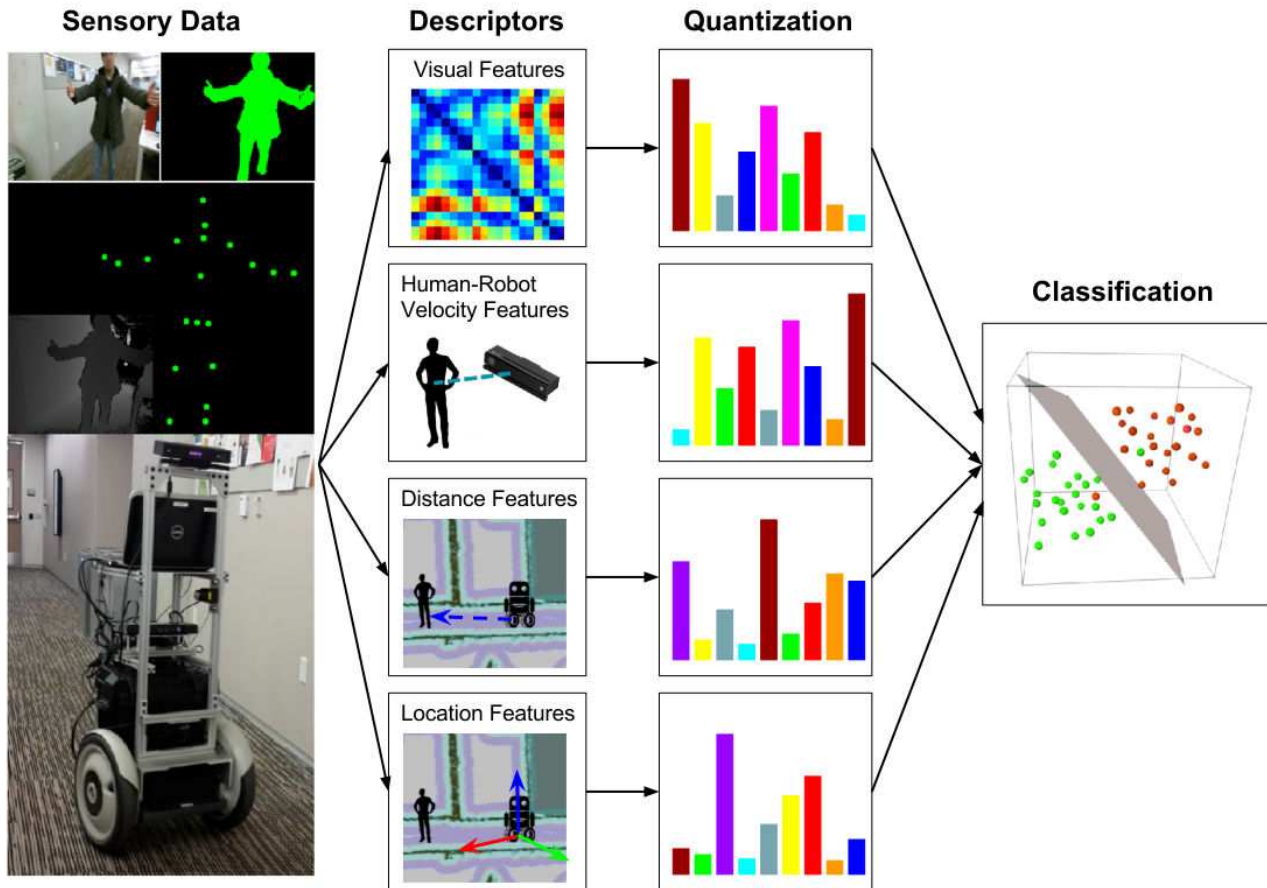 Sensory Data
Descriptors
Quantization
Visual Features
Human-Robot
Velocity Features
Classification
Distance Features
Location Features